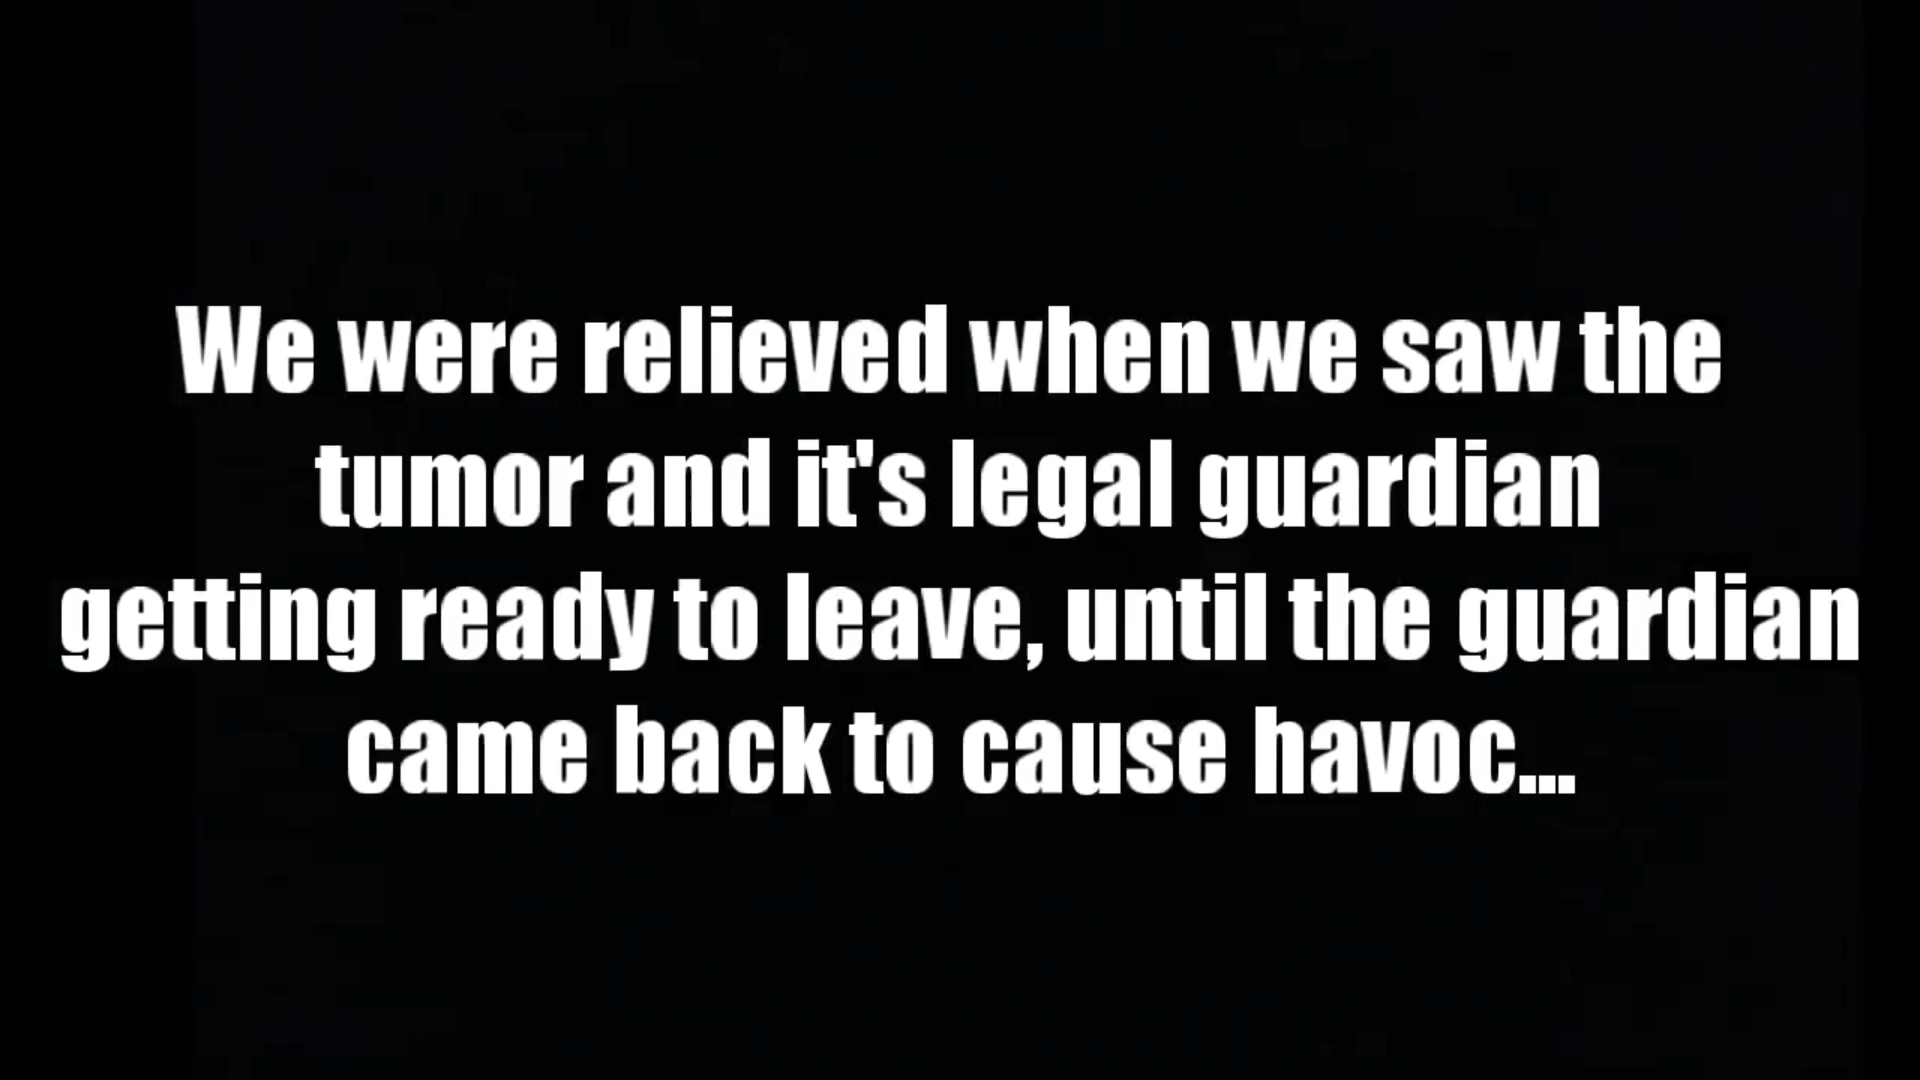 We were relieved when we saw the
tumor and it's legal guardian
getting ready to leave, until the guardian
came back to cause havoc...